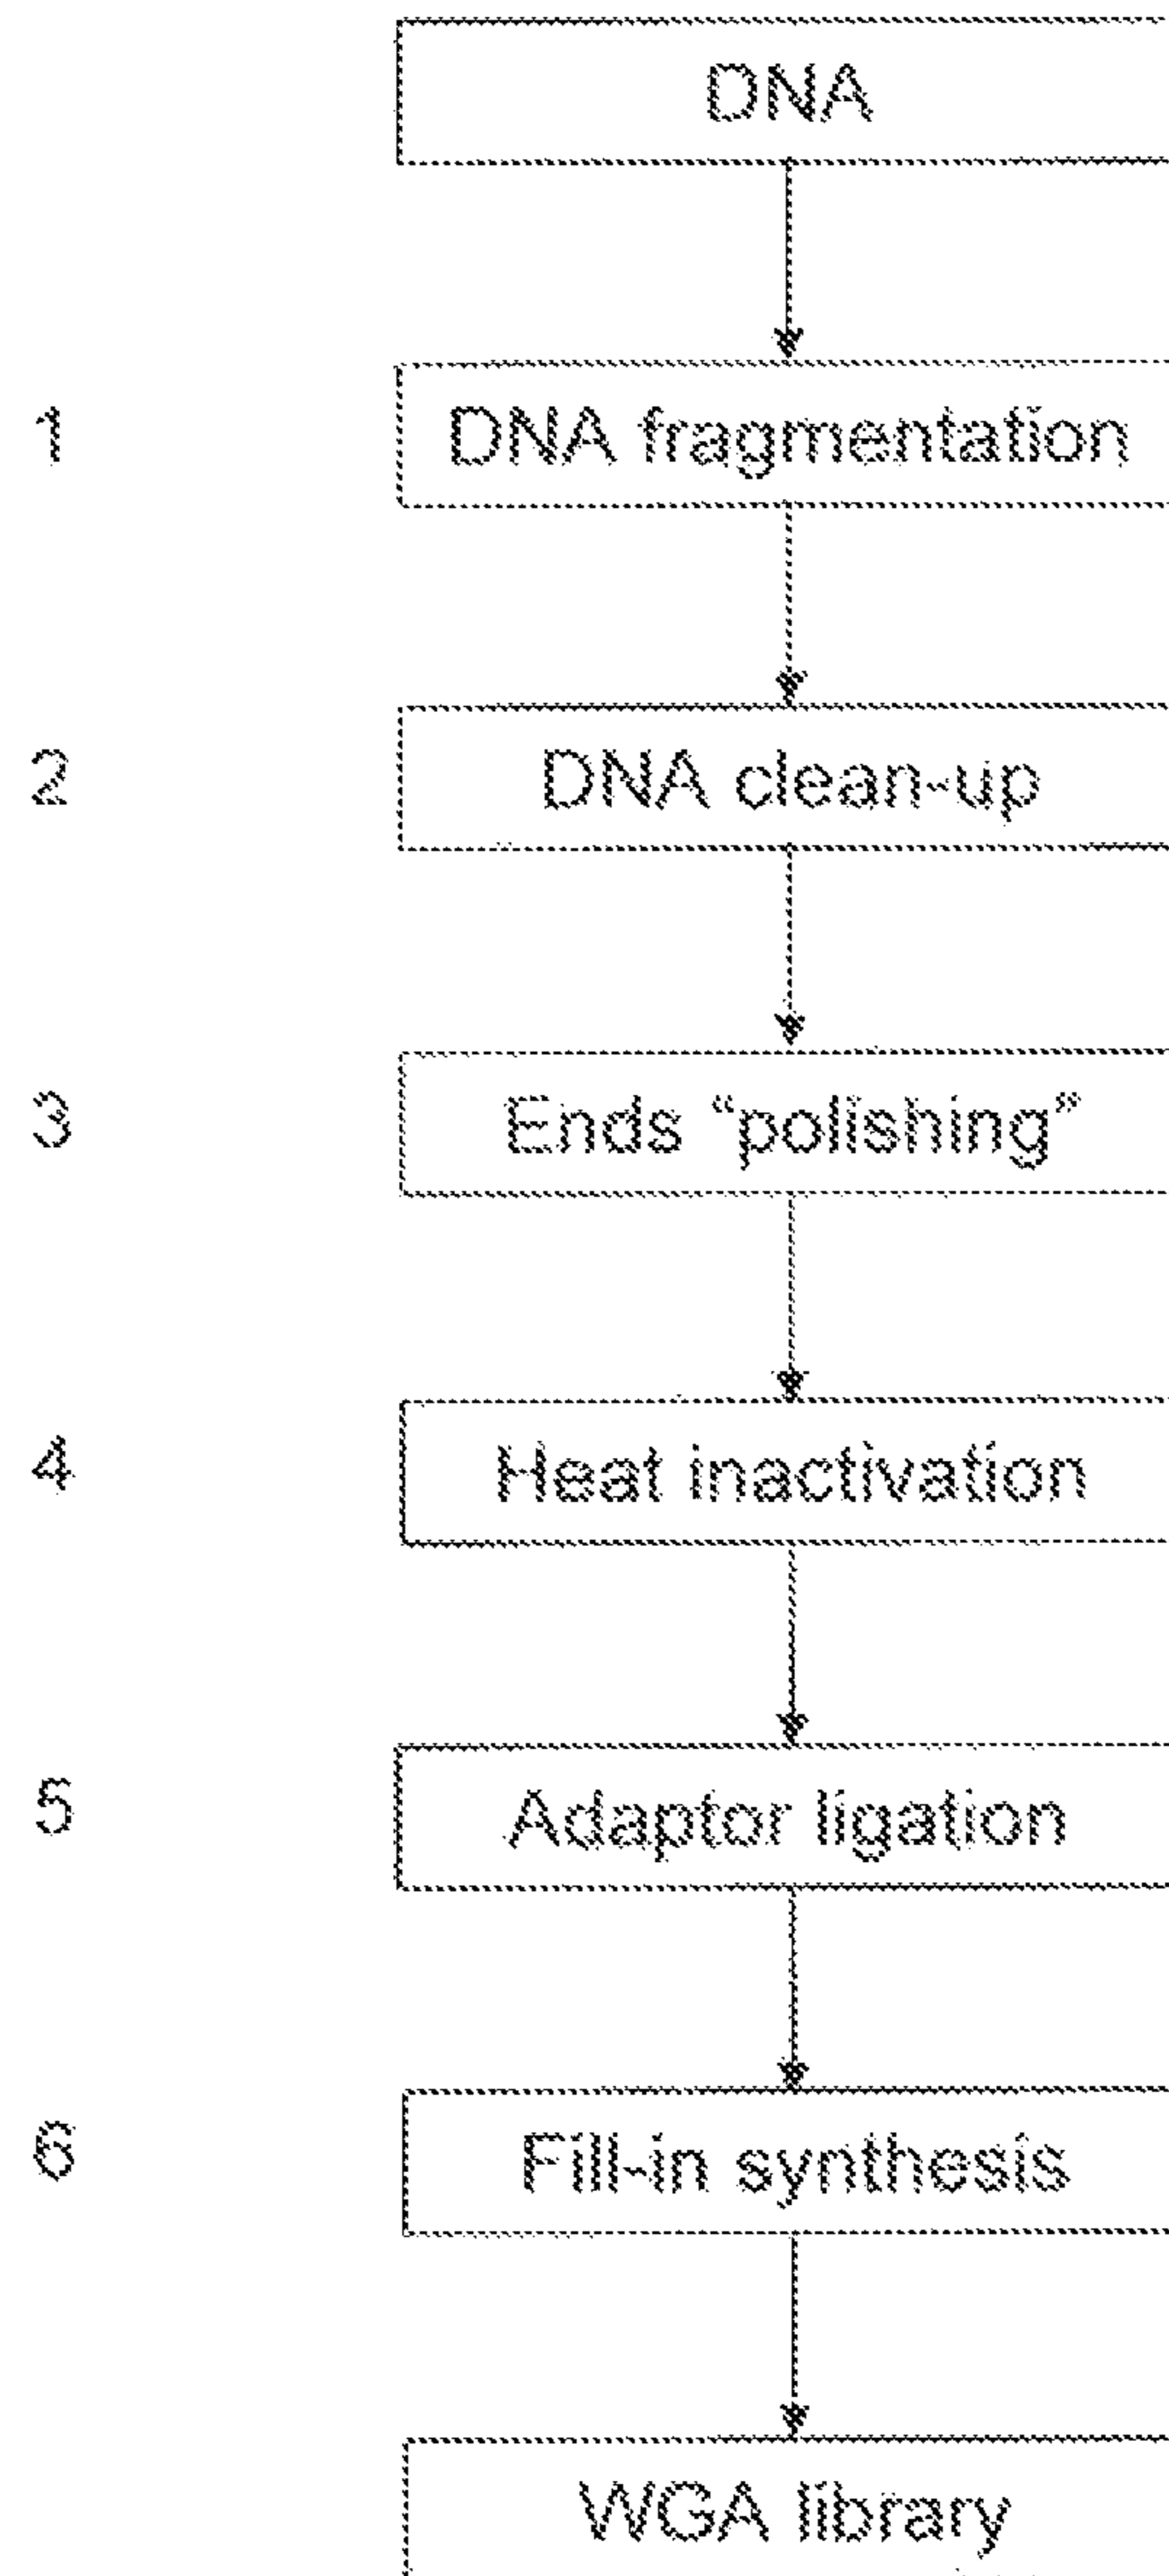 DNA
1 DNA fragmentation
2 DNA clean-up
3 Ends “polishing”
4 Heat inactivation
5 Adaptor ligation
6 Fill-in synthesis
WGA library